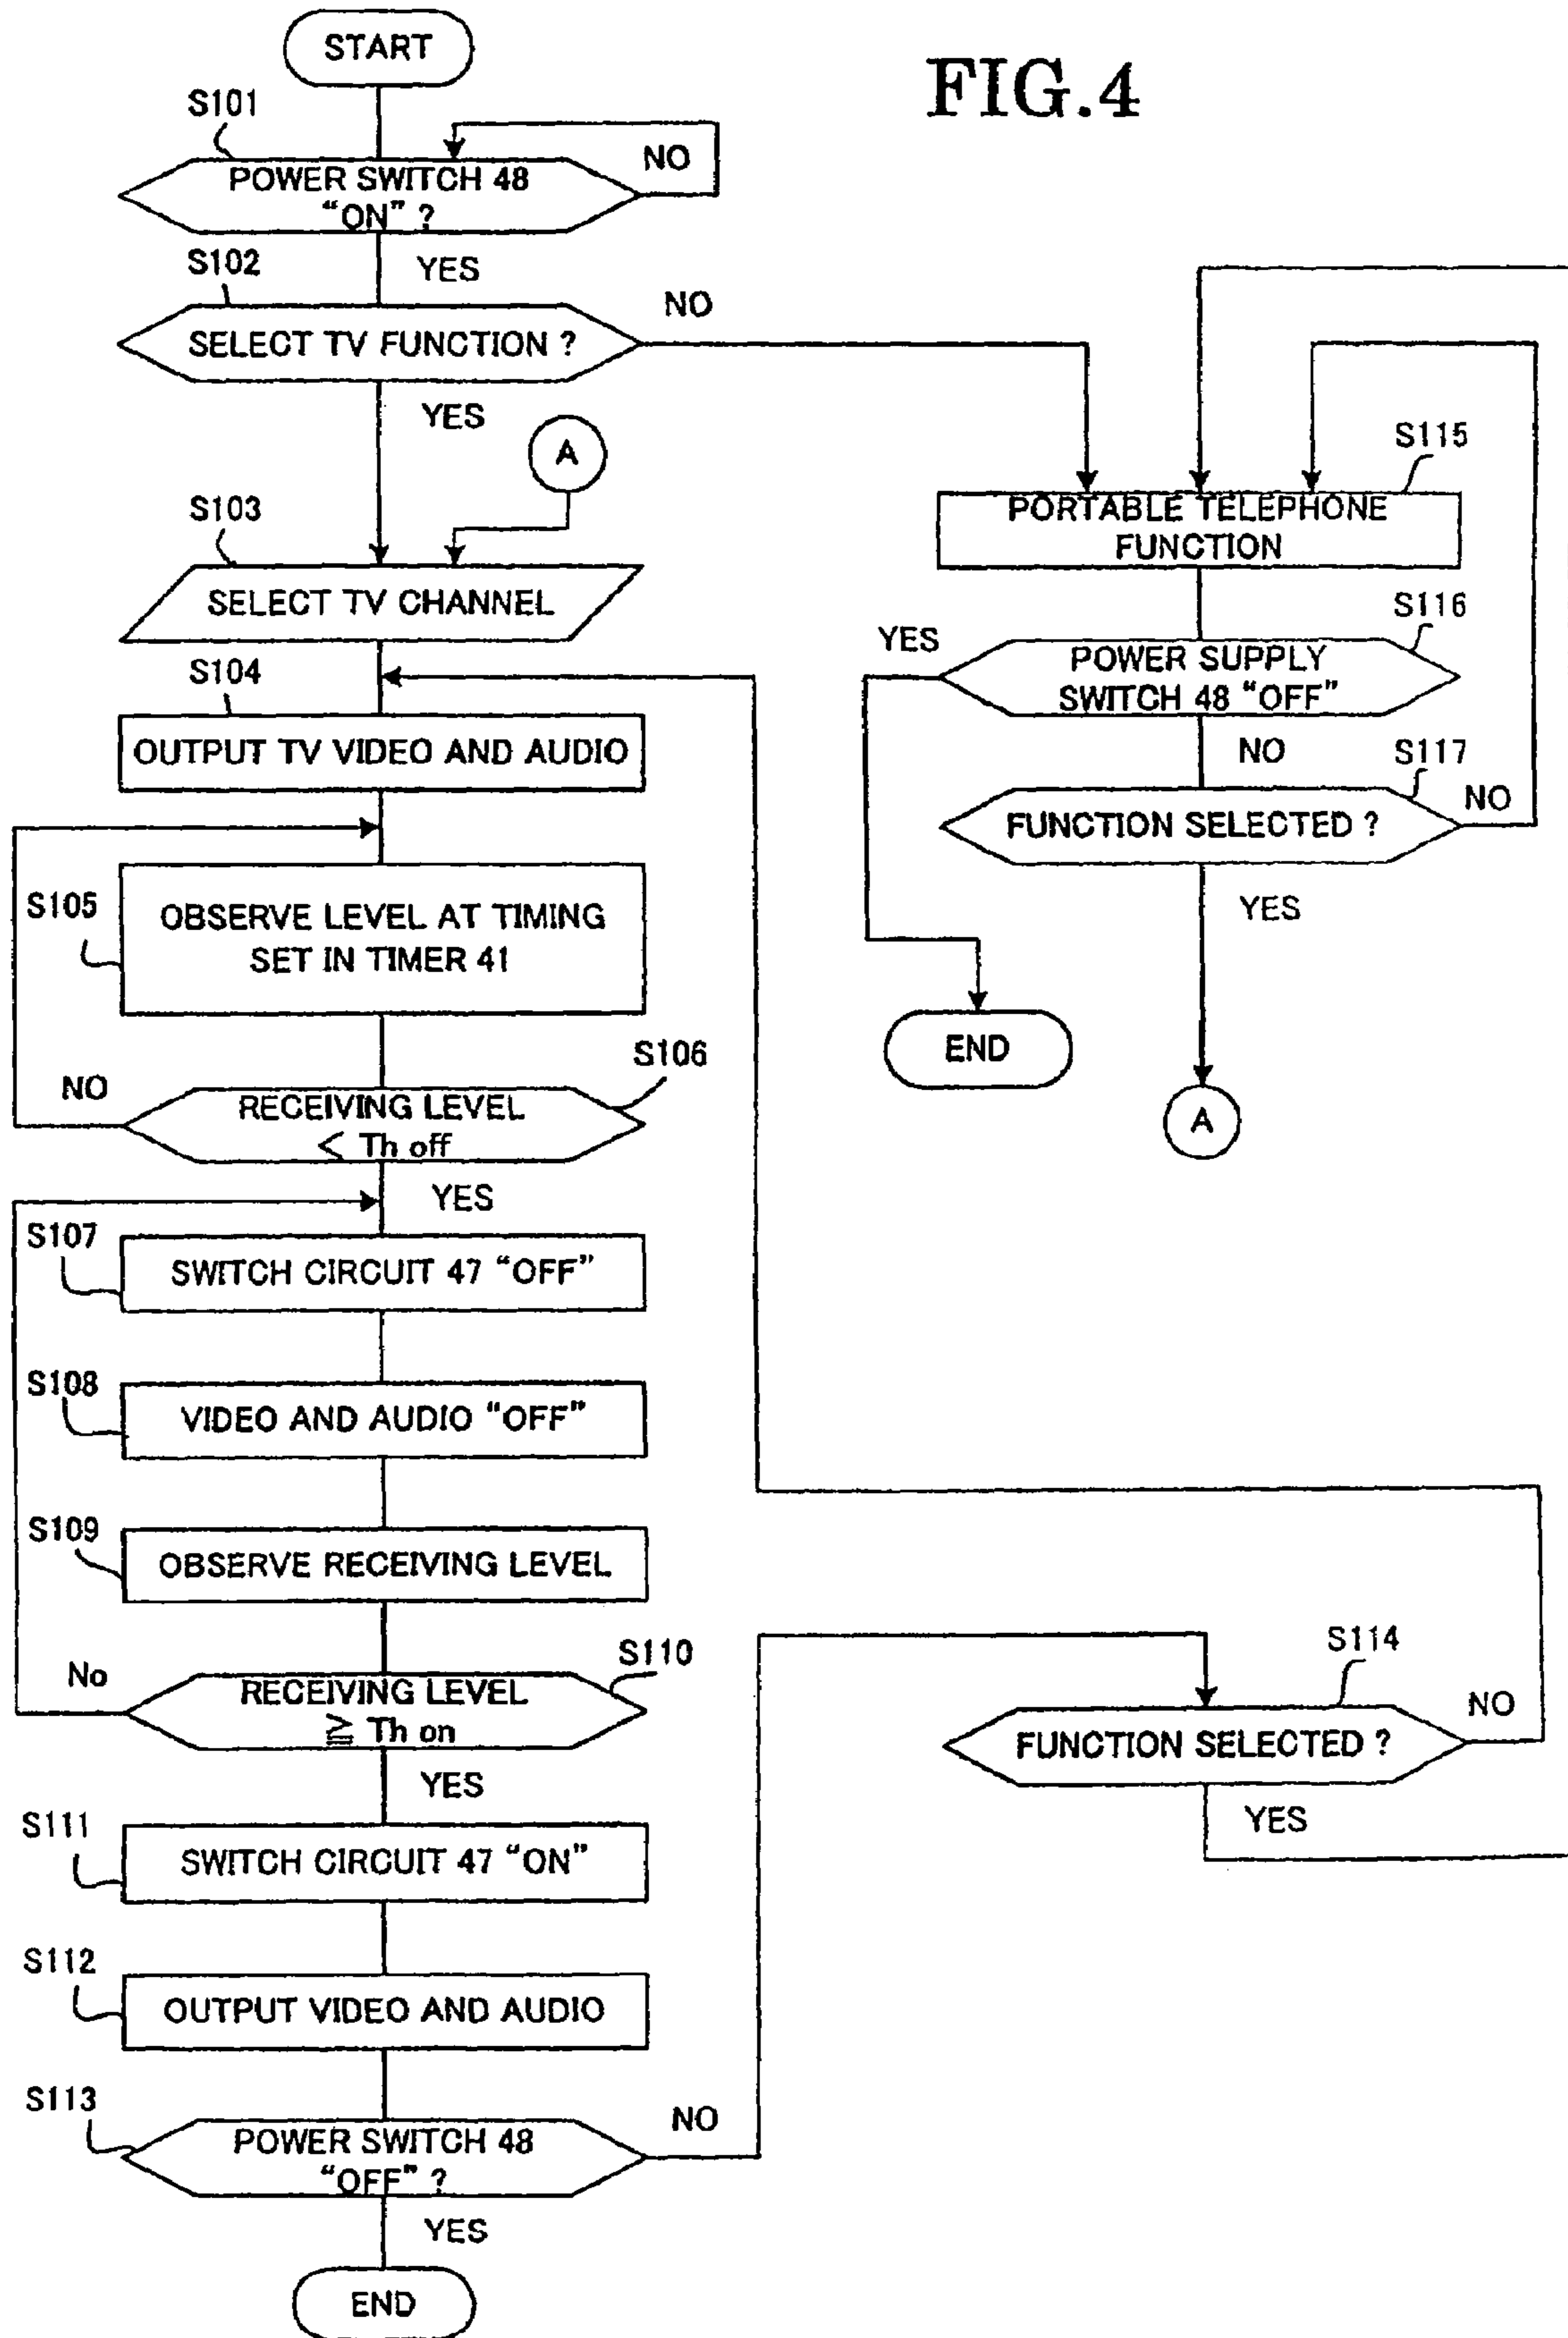 FIG.4
START
S101
POWER SWITCH 48
“ON” ?
NO
YES
S102
SELECT TV FUNCTION ?
NO
YES
A
S103
SELECT TV CHANNEL
S104
OUTPUT TV VIDEO AND AUDIO
S105
OBSERVE LEVEL AT TIMING
SET IN TIMER 41
S106
NO
RECEIVING LEVEL
< Th off
YES
S107
SWITCH CIRCUIT 47 “OFF”
S108
VIDEO AND AUDIO “OFF”
S109
OBSERVE RECEIVING LEVEL
S110
No
RECEIVING LEVEL
≧ Th on
YES
S111
SWITCH CIRCUIT 47 “ON”
S112
OUTPUT VIDEO AND AUDIO
S113
POWER SWITCH 48
“OFF” ?
NO
YES
END
S114
FUNCTION SELECTED ?
NO
YES
S115
PORTABLE TELEPHONE
FUNCTION
S116
YES
POWER SUPPLY
SWITCH 48 “OFF”
NO
S117
FUNCTION SELECTED ?
NO
YES
END
A